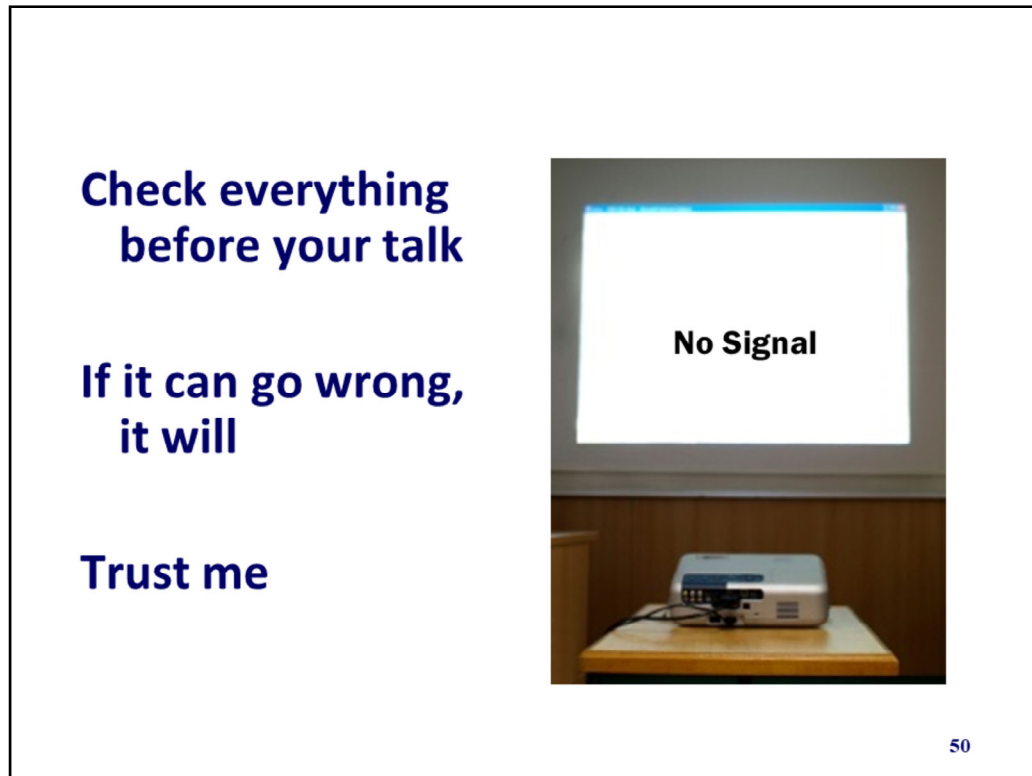 Check everything
before your talk
If it can go wrong,
it will
Trust me
No Signal
50